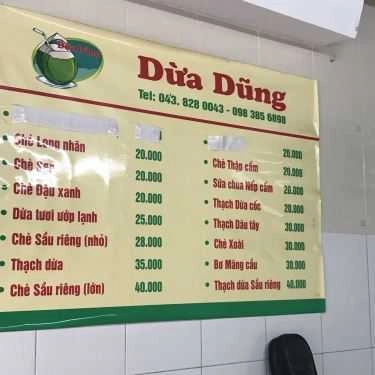 Dừa Dũng
Tel: 043. 828 0043 - 098 385 6898
Chè Long nhãn 20.000
Chè Sen 20.000
Chè Đậu xanh 20.000
Dừa tươi ướp lạnh 25.000
Chè Sầu riêng (nhỏ) 28.000
Thạch dừa 35.000
Chè Sầu riêng (lớn) 40.000
20.000
Chè Thập cẩm 20.000
Sữa chua Nếp cẩm 20.000
Thạch Dừa cốc 20.000
Thạch Dâu tây 30.000
Chè Xoài 30.000
Bơ Mãng cầu 30.000
Thạch dừa Sầu riêng 40.000